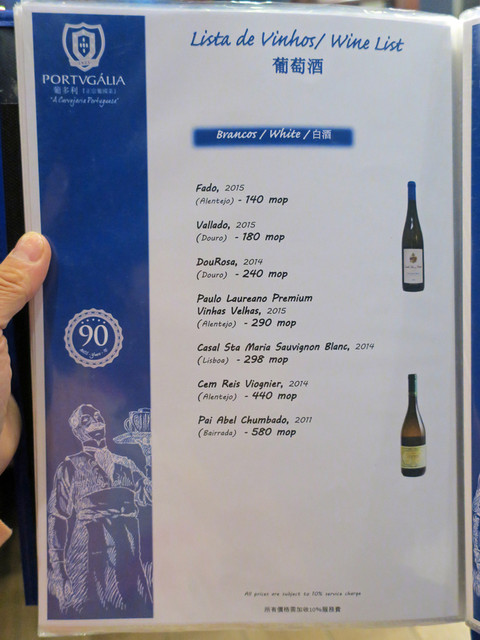 PORTVGÁLIA
葡多利
"A Cervejaria Portuguesa"
Lista de Vinhos/ Wine List
葡萄酒
Brancos / White / 白酒
Fado, 2015
(Alentejo) - 140 mop
Vallado, 2015
(Douro) - 180 mop
DouRosa, 2014
(Douro) - 240 mop
Paulo Laureano Premium
Vinhas Velhas, 2015
(Alentejo) - 290 mop
Casal Sta Maria Sauvignon Blanc, 2014
(Lisboa) - 298 mop
Cem Reis Viognier, 2014
(Alentejo) - 440 mop
Pai Abel Chumbado, 2011
(Bairrada) - 580 mop
90
All prices are subject to 10% service charge
所有價格需加收10%服務費